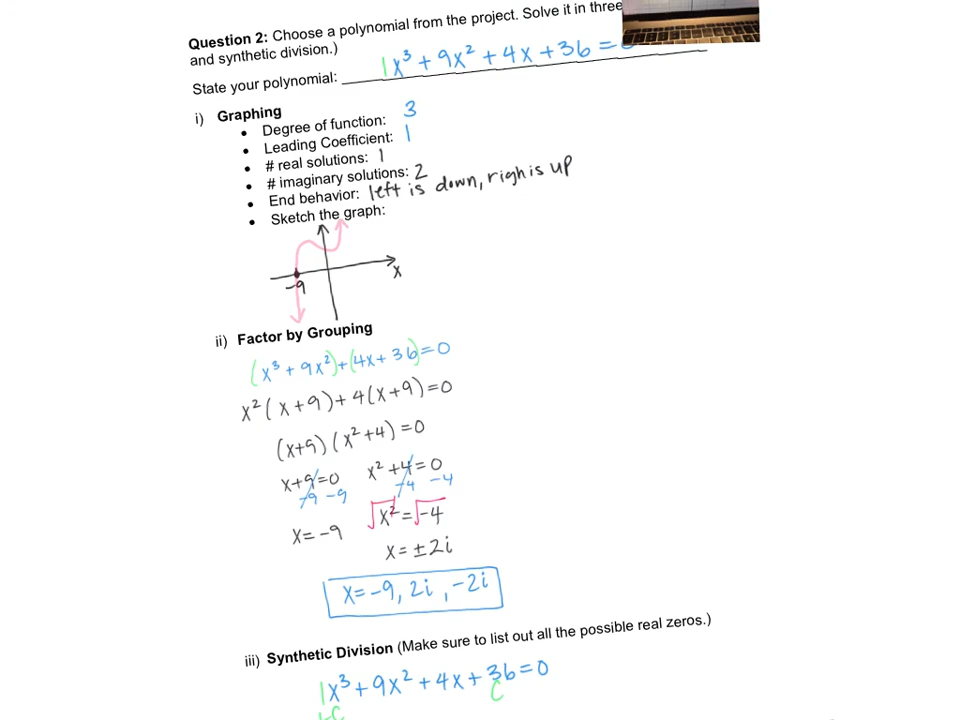 Question 2: Choose a polynomial from the project. Solve it in three
and synthetic division.)
State your polynomial: 1x³ + 9x² + 4x + 36 =
i) Graphing
• Degree of function: 3
• Leading Coefficient: 1
• # real solutions: 1
• # imaginary solutions: 2
• End behavior: left is down, righ is up
• Sketch the graph:
x
-9
ii) Factor by Grouping
(x³ + 9x²) + (4x + 36) = 0
x²(x+9) + 4(x+9) = 0
(x+9)(x²+4) = 0
x+9=0 x²+4=0
-9 -9 -4 -4
√x² = √-4
x = -9
x = ±2i
x = -9, 2i, -2i
iii) Synthetic Division (Make sure to list out all the possible real zeros.)
1x³ + 9x² + 4x + 36 = 0
C